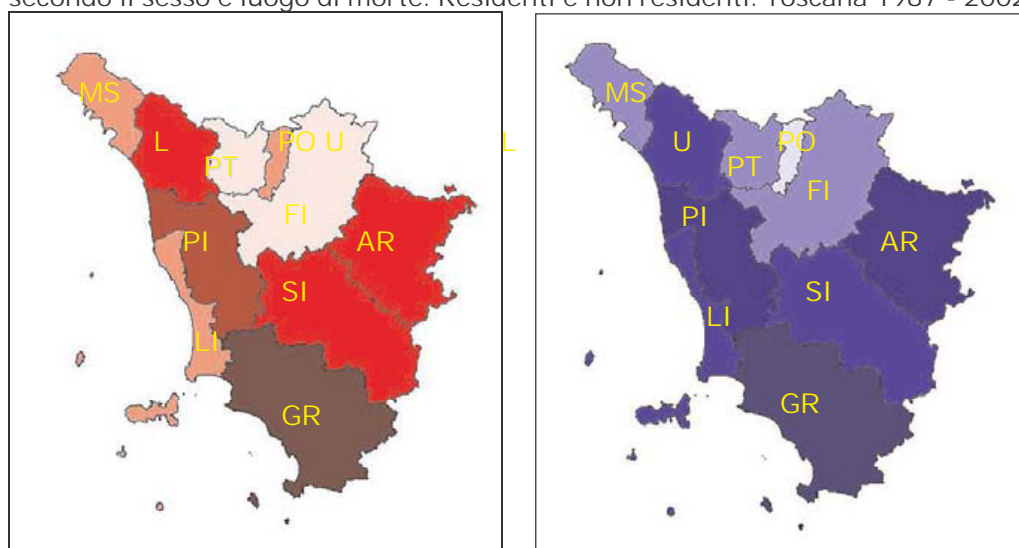 secondo il sesso e luogo di morte. Residenti e non residenti. Toscana 1987 - 2002
MS
L
PT
PO U
L
FI
PI
AR
SI
LI
GR
MS
U
PT
PO
FI
PI
AR
SI
LI
GR